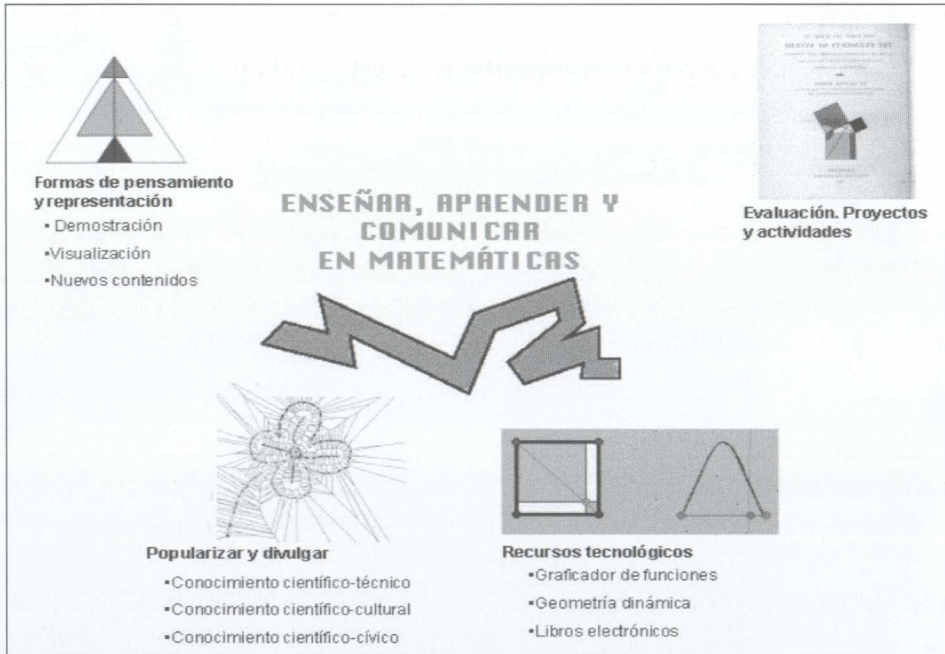 Formas de pensamiento
y representación
• Demostración
•Visualización
•Nuevos contenidos
ENSEÑAR, APRENDER Y
COMUNICAR
EN MATEMÁTICAS
Evaluación. Proyectos
y actividades
Popularizar y divulgar
•Conocimiento científico-técnico
•Conocimiento científico-cultural
•Conocimiento científico-cívico
Recursos tecnológicos
•Graficador de funciones
•Geometría dinámica
•Libros electrónicos